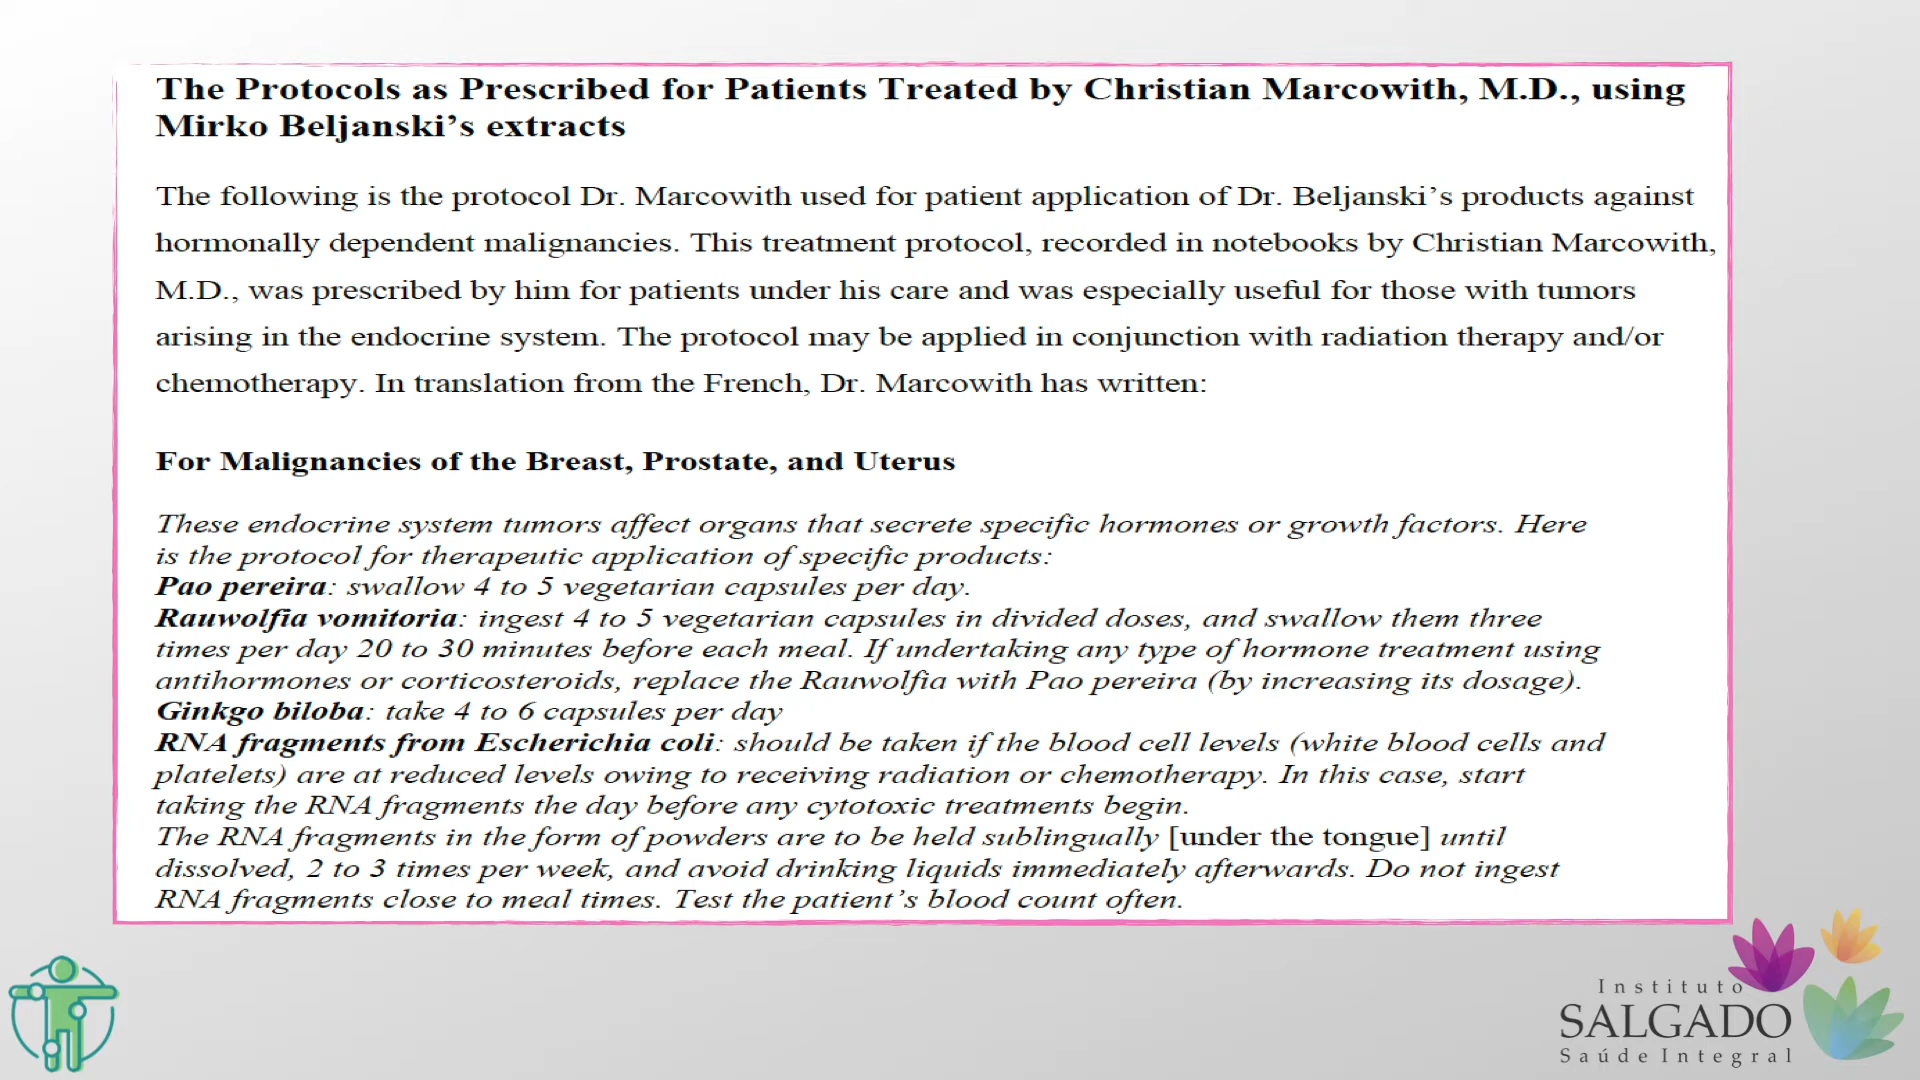 The Protocols as Prescribed for Patients Treated by Christian Marcowith, M.D., using
Mirko Beljanski's extracts
The following is the protocol Dr. Marcowith used for patient application of Dr. Beljanski's products against
hormonally dependent malignancies. This treatment protocol, recorded in notebooks by Christian Marcowith,
M.D., was prescribed by him for patients under his care and was especially useful for those with tumors
arising in the endocrine system. The protocol may be applied in conjunction with radiation therapy and/or
chemotherapy. In translation from the French, Dr. Marcowith has written:
For Malignancies of the Breast, Prostate, and Uterus
These endocrine system tumors affect organs that secrete specific hormones or growth factors. Here
is the protocol for therapeutic application of specific products:
Pao pereira: swallow 4 to 5 vegetarian capsules per day.
Rauwolfia vomitoria: ingest 4 to 5 vegetarian capsules in divided doses, and swallow them three
times per day 20 to 30 minutes before each meal. If undertaking any type of hormone treatment using
antihormones or corticosteroids, replace the Rauwolfia with Pao pereira (by increasing its dosage).
Ginkgo biloba: take 4 to 6 capsules per day
RNA fragments from Escherichia coli: should be taken if the blood cell levels (white blood cells and
platelets) are at reduced levels owing to receiving radiation or chemotherapy. In this case, start
taking the RNA fragments the day before any cytotoxic treatments begin.
The RNA fragments in the form of powders are to be held sublingually [under the tongue] until
dissolved, 2 to 3 times per week, and avoid drinking liquids immediately afterwards. Do not ingest
RNA fragments close to meal times. Test the patient's blood count often.
Instituto
SALGADO
Saúde Integral